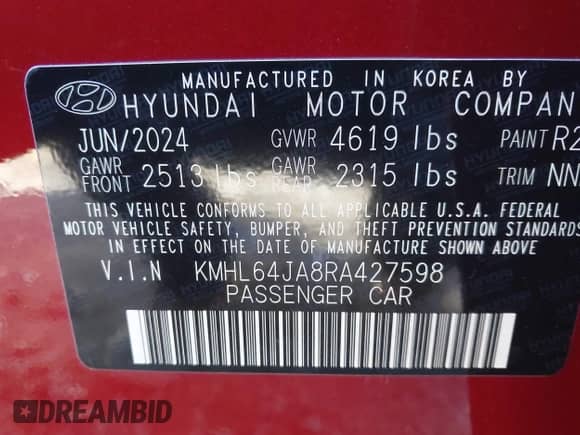 MANUFACTURED IN KOREA BY
HYUNDAI MOTOR COMPAN
JUN/2024 GVWR 4619 lbs PAINT R2
GAWR FRONT 2513 lbs GAWR REAR 2315 lbs TRIM NN
THIS VEHICLE CONFORMS TO ALL APPLICABLE U.S.A. FEDERAL
MOTOR VEHICLE SAFETY, BUMPER, AND THEFT PREVENTION STANDARDS
IN EFFECT ON THE DATE OF MANUFACTURE SHOWN ABOVE.
V.I.N KMHL64JA8RA427598
PASSENGER CAR
DREAMBID